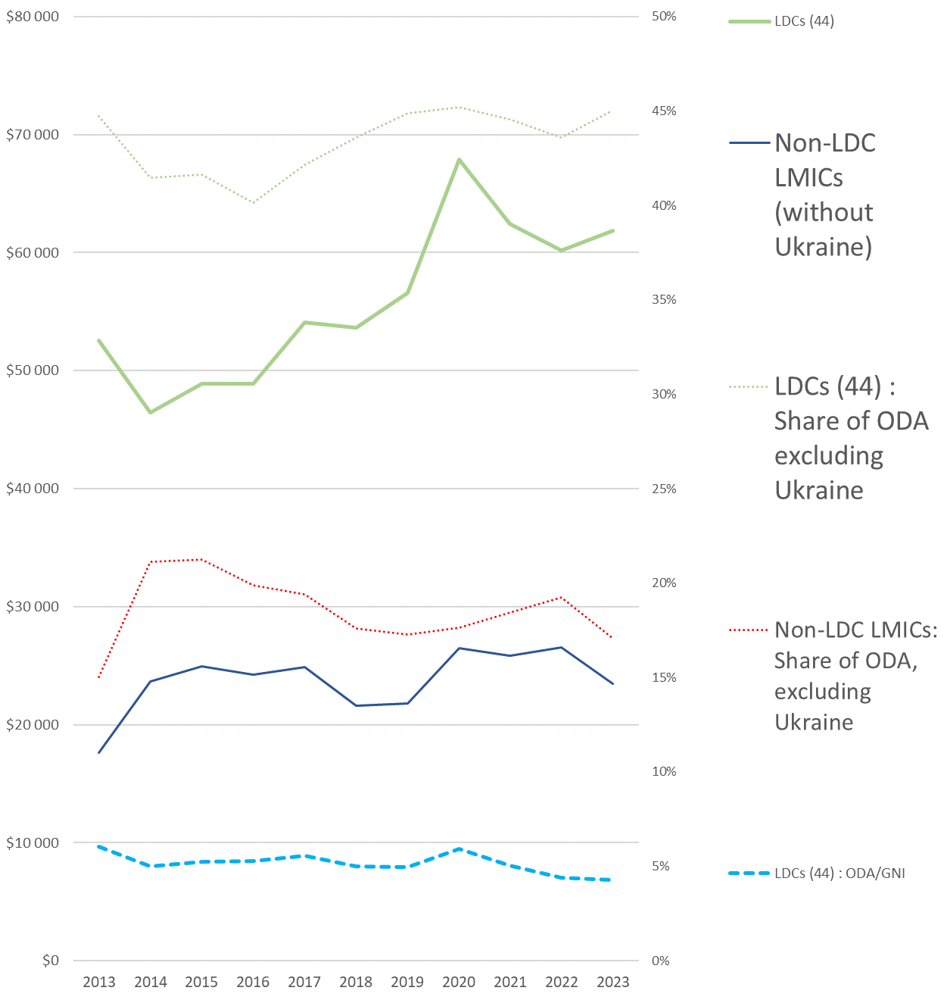 $80 000
$70 000
$60 000
$50 000
$40 000
$30 000
$20 000
$10 000
$0
50%
45%
40%
35%
30%
25%
20%
15%
10%
5%
0%
2013 2014 2015 2016 2017 2018 2019 2020 2021 2022 2023
LDCs (44)
Non-LDC
LMICs
(without
Ukraine)
LDCs (44) :
Share of ODA
excluding
Ukraine
Non-LDC LMICs:
Share of ODA,
excluding
Ukraine
LDCs (44) : ODA/GNI